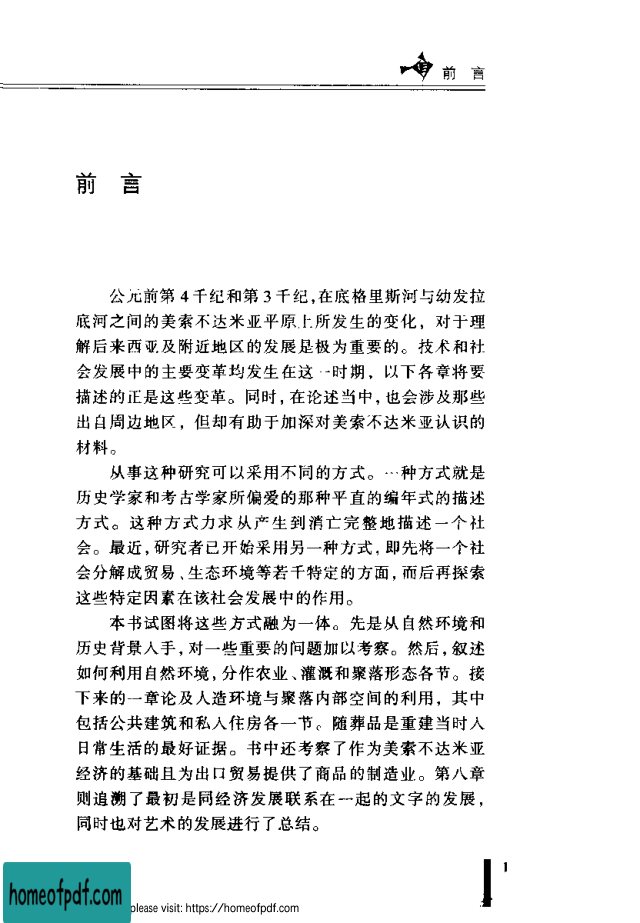 前 言
前 言
公元前第4千纪和第3千纪,在底格里斯河与幼发拉
底河之间的美索不达米亚平原上所发生的变化，对于理
解后来西亚及附近地区的发展是极为重要的。技术和社
会发展中的主要变革均发生在这一时期，以下各章将要
描述的正是这些变革。同时,在论述当中,也会涉及那些
出自周边地区，但却有助于加深对美索不达米亚认识的
材料。
从事这种研究可以采用不同的方式。一种方式就是
历史学家和考古学家所偏爱的那种平直的编年式的描述
方式。这种方式力求从产生到消亡完整地描述一个社
会。最近,研究者已开始采用另一种方式,即先将一个社
会分解成贸易、生态环境等若干特定的方面,而后再探索
这些特定因素在该社会发展中的作用。
本书试图将这些方式融为一体。先是从自然环境和
历史背景入手,对一些重要的问题加以考察。然后,叙述
如何利用自然环境,分作农业、灌溉和聚落形态各节。接
下来的一章论及人造环境与聚落内部空间的利用，其中
包括公共建筑和私人住房各一节。随葬品是重建当时人
日常生活的最好证据。书中还考察了作为美索不达米亚
经济的基础且为出口贸易提供了商品的制造业。第八章
则追溯了最初是同经济发展联系在一起的文字的发展，
同时也对艺术的发展进行了总结。
1
homeofpdf.com
please visit: https://homeofpdf.com